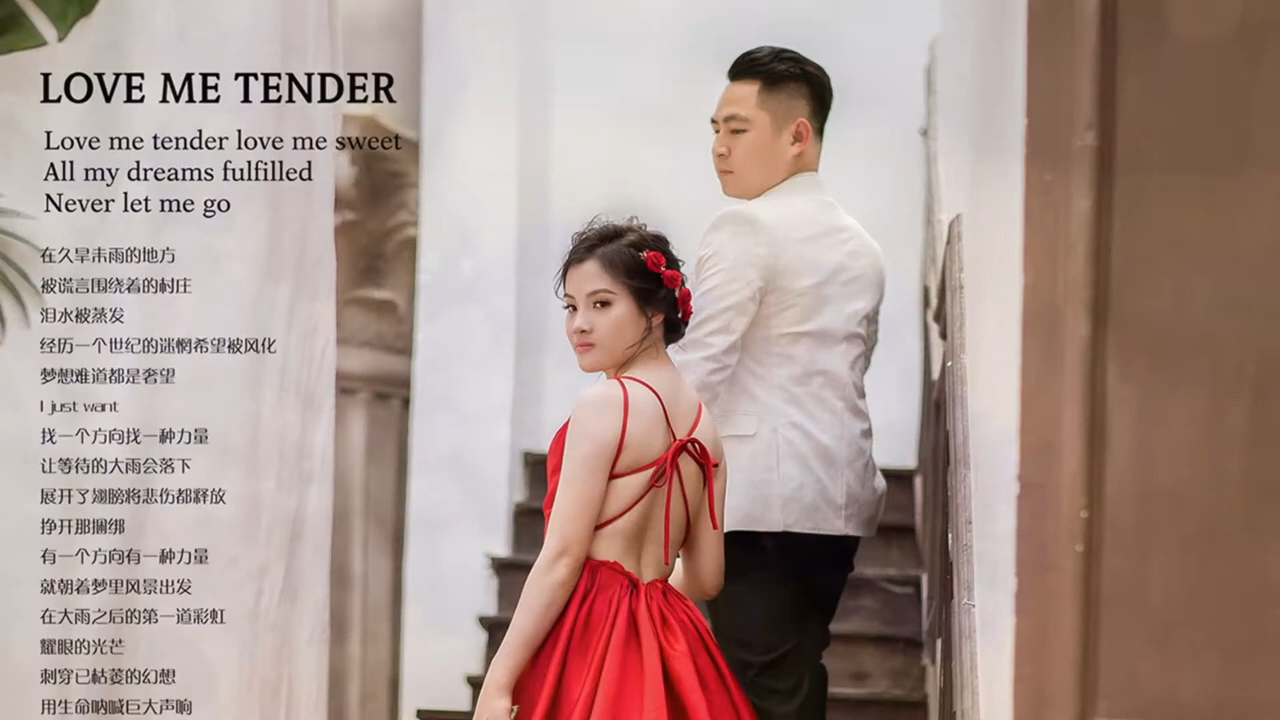 LOVE ME TENDER
Love me tender love me sweet
All my dreams fulfilled
Never let me go
在久旱未雨的地方
被谎言围绕着的村庄
泪水被蒸发
经历一个世纪的迷惘希望被风化
梦想难道都是奢望
I just want
找一个方向找一种力量
让等待的大雨会落下
展开了翅膀将悲伤都释放
挣开那捆绑
有一个方向有一种力量
就朝着梦里风景出发
在大雨之后的第一道彩虹
耀眼的光芒
刺穿已枯萎的幻想
用生命呐喊巨大声响